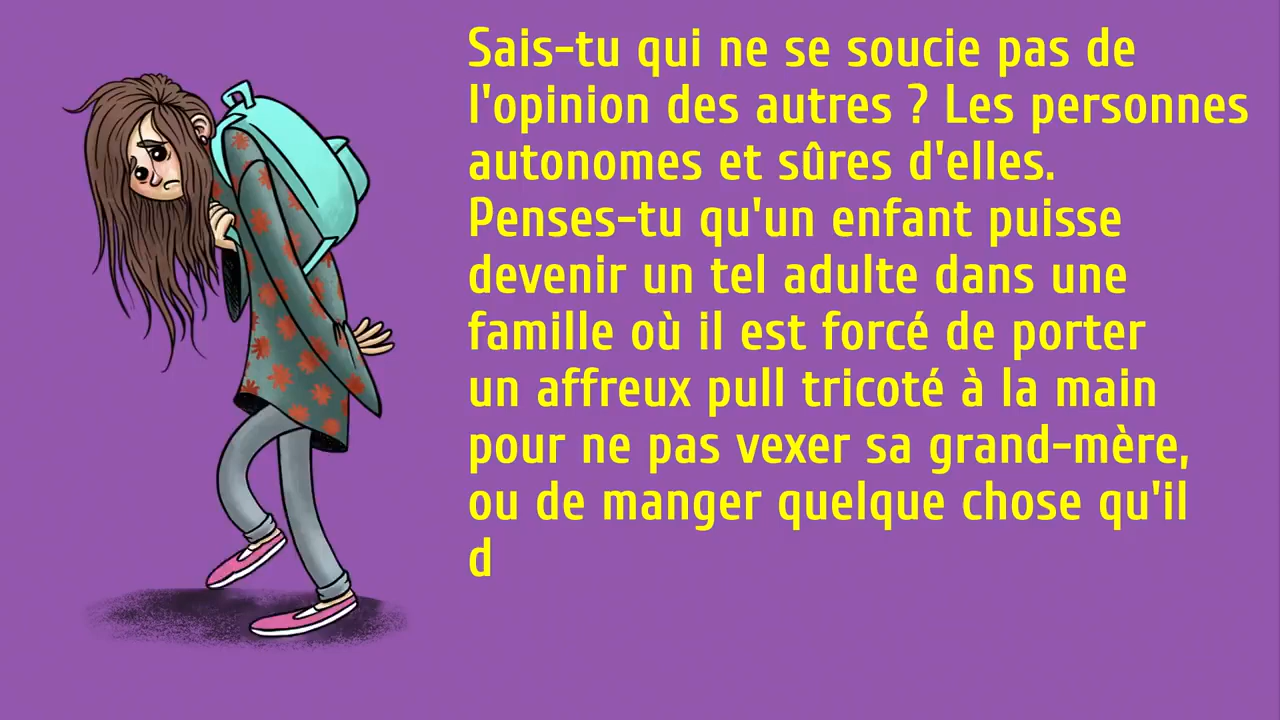 Sais-tu qui ne se soucie pas de
l'opinion des autres ? Les personnes
autonomes et sûres d'elles.
Penses-tu qu'un enfant puisse
devenir un tel adulte dans une
famille où il est forcé de porter
un affreux pull tricoté à la main
pour ne pas vexer sa grand-mère,
ou de manger quelque chose qu'il
d